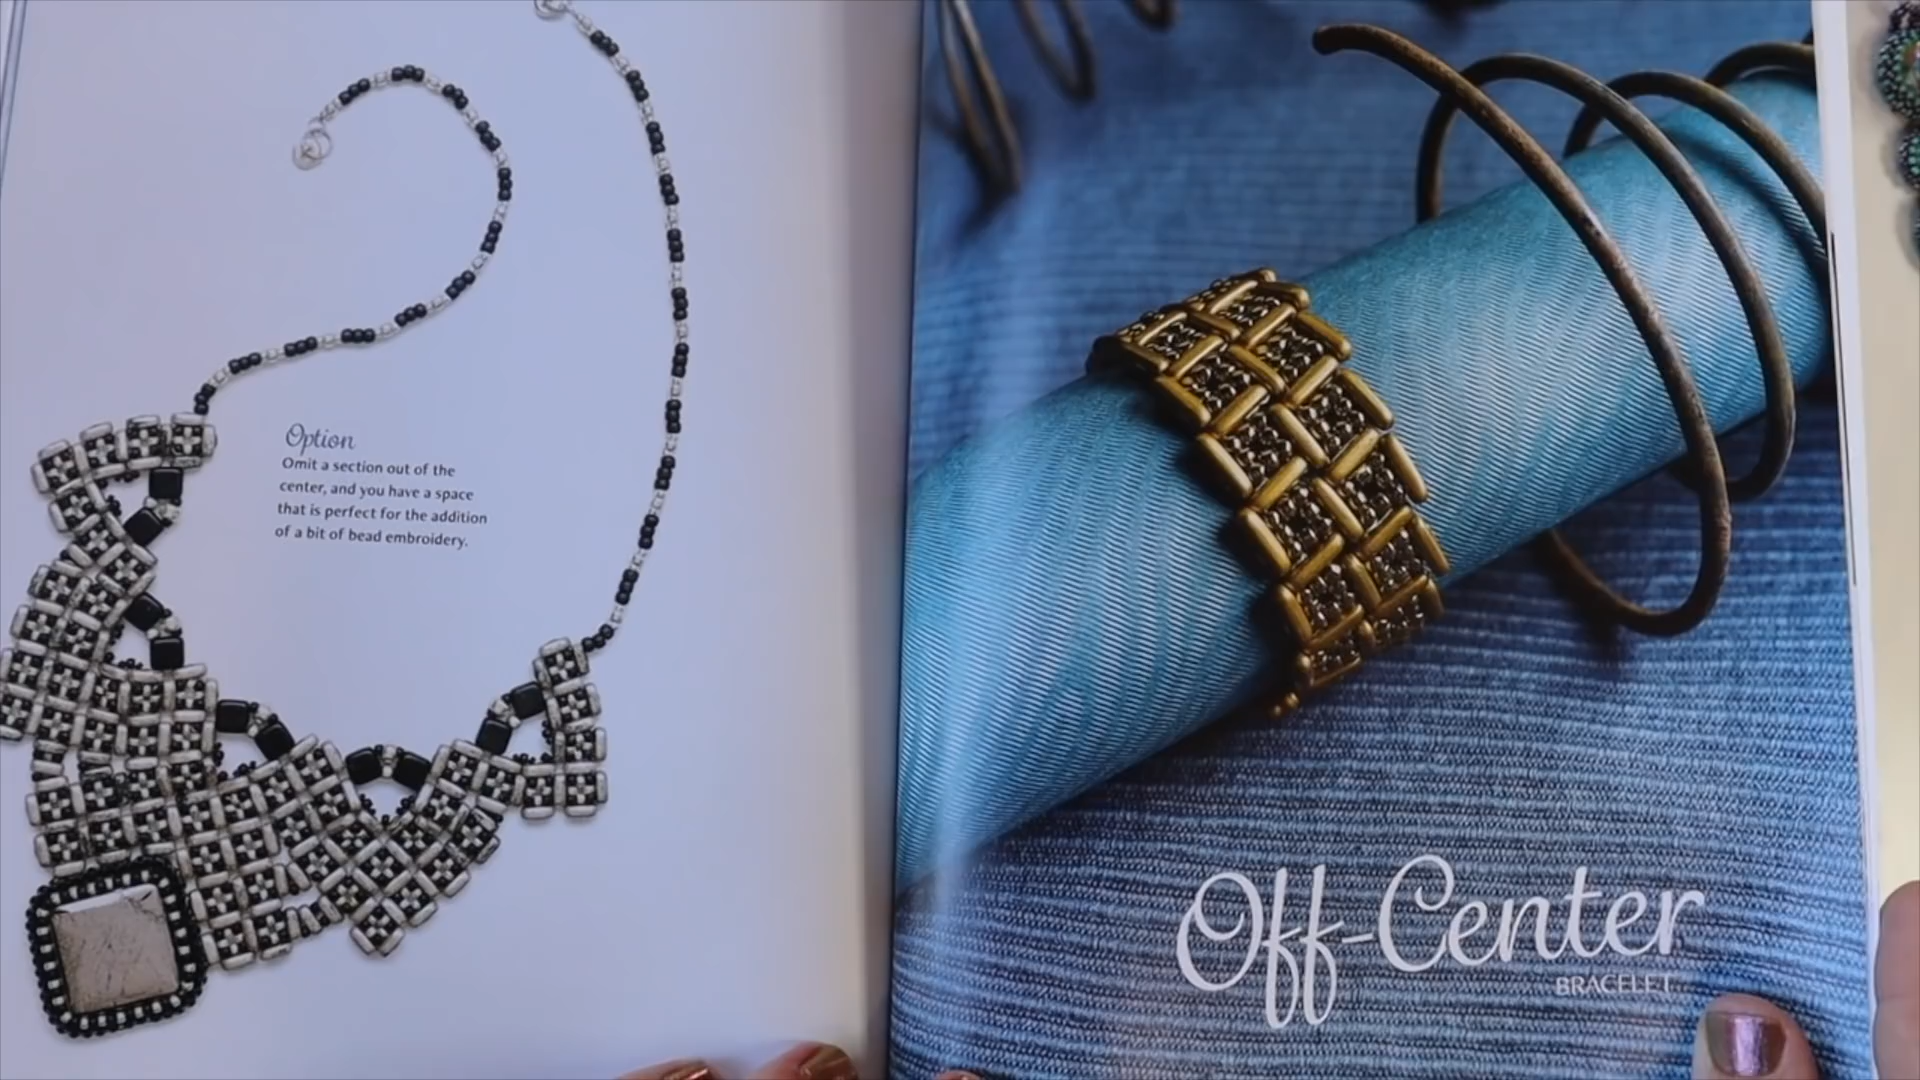 Option
Omit a section out of the
center, and you have a space
that is perfect for the addition
of a bit of bead embroidery.
Off-Center
BRACELET